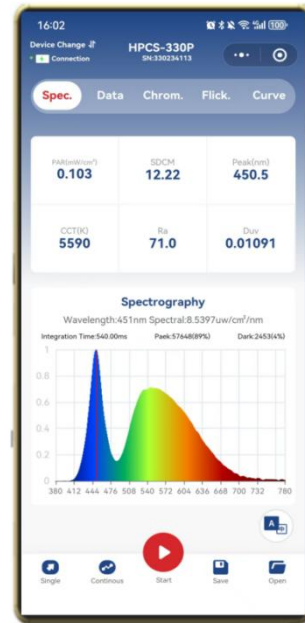 16:02
100
Device Change
HPCS-330P
Connection
SN:330234113
Spec. Data Chrom. Flick. Curve
PAR(mW/cm²) SDCM Peak(nm)
0.103 12.22 450.5
CCT(K) Ra Duv
5590 71.0 0.01091
Spectrography
Wavelength:451nm Spectral:8.5397uw/cm²/nm
Integration Time:540.00ms Paek:57648(89%) Dark:2453(4%)
1
0.8
0.6
0.4
0.2
0
380 412 444 476 508 540 572 604 636 668 700 732 780
A
Single Continous Start Save Open